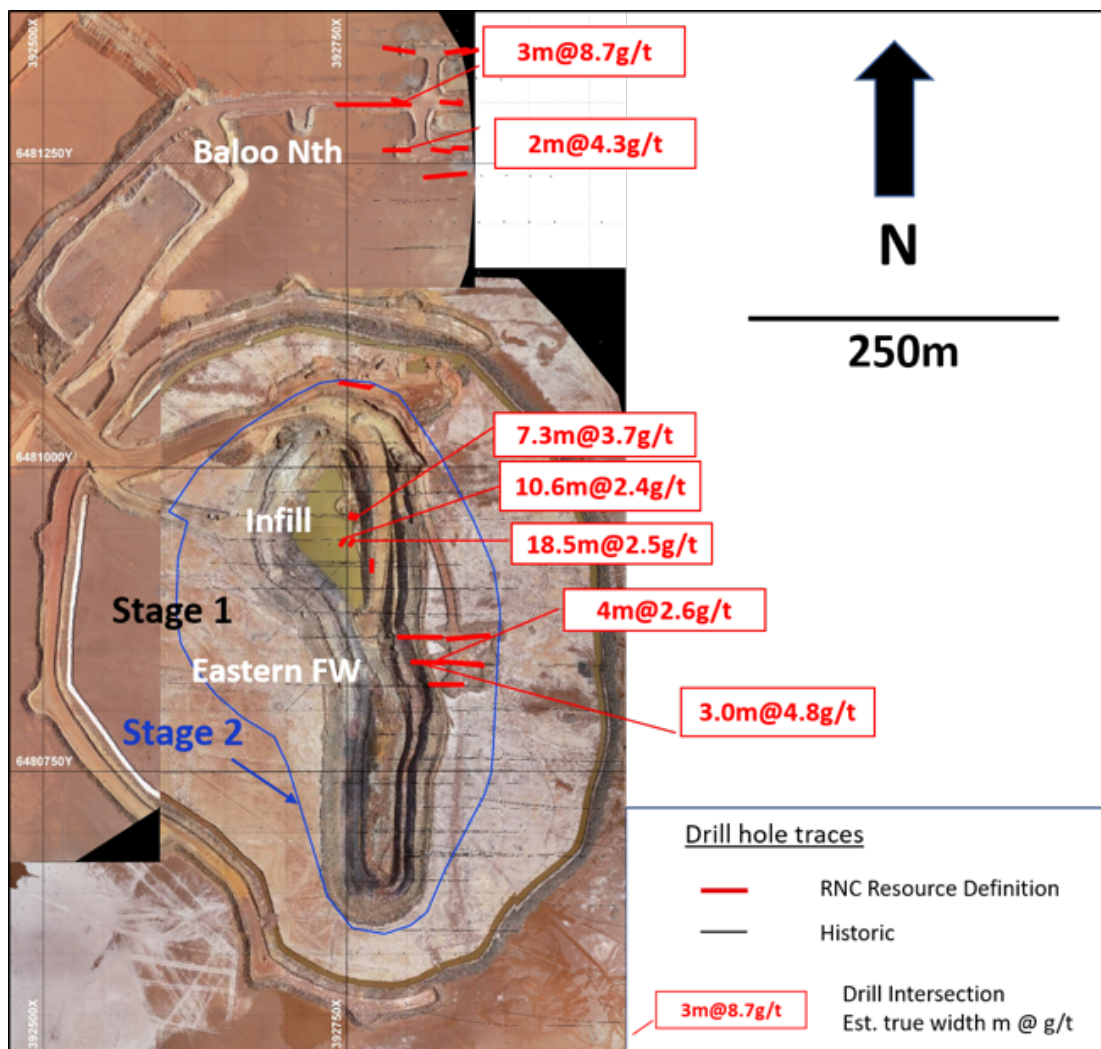 392500X
392750X
3m@8.7g/t
2m@4.3g/t
Baloo Nth
6481250Y
N
250m
7.3m@3.7g/t
6481000Y
10.6m@2.4g/t
Infill
18.5m@2.5g/t
Stage 1
4m@2.6g/t
Eastern FW
3.0m@4.8g/t
Stage 2
6480750Y
Drill hole traces
RNC Resource Definition
Historic
3m@8.7g/t
Drill Intersection
Est. true width m @ g/t
392500X
392750X